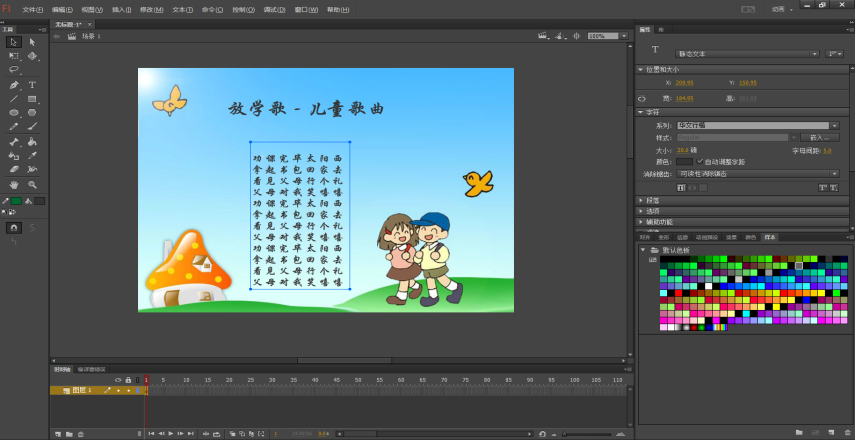 Fl 文件(F) 编辑(E) 视图(V) 插入(I) 修改(M) 文本(T) 命令(C) 控制(O) 调试(D) 窗口(W) 帮助(H) 动画
未标题-1* ×
工具
场景 1
100%
放学歌 - 儿童歌曲
功课完毕太阳西
拿起书包回家去
看见父母行个礼
父母对我笑嘻嘻
功课完毕太阳西
拿起书包回家去
看见父母行个礼
父母对我笑嘻嘻
功课完毕太阳西
拿起书包回家去
看见父母行个礼
父母对我笑嘻嘻
属性 库
T 静态文本
位置和大小
X: 209.95 Y: 150.95
宽: 184.95 高:
字符
系列: 华文行楷
样式: 嵌入...
大小: 20.0 磅 字母间距: 5.0
颜色: 自动调整字距
消除锯齿: 可读性消除锯齿
段落
选项
辅助功能
对齐 变形 信息 动画预设 颜色 样本
默认色板
时间轴 编译器错误
1 5 10 15 20 25 30 35 40 45 50 55 60 65 70 75 80 85 90 95 100 105 110
图层 1
1